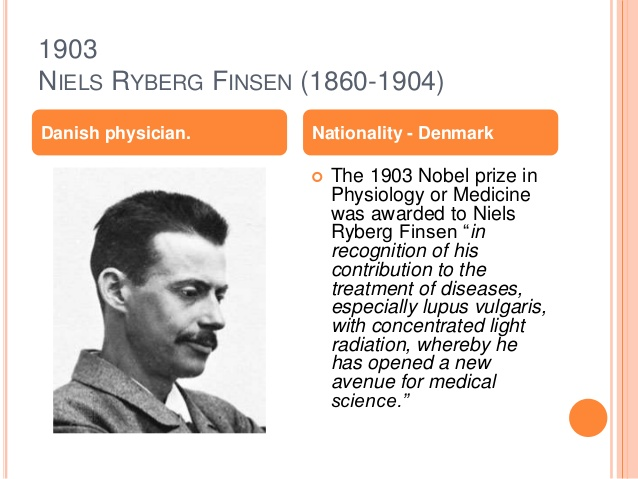 1903
NIELS RYBERG FINSEN (1860-1904)
Danish physician.
Nationality - Denmark
The 1903 Nobel prize in
Physiology or Medicine
was awarded to Niels
Ryberg Finsen “in
recognition of his
contribution to the
treatment of diseases,
especially lupus vulgaris,
with concentrated light
radiation, whereby he
has opened a new
avenue for medical
science.”